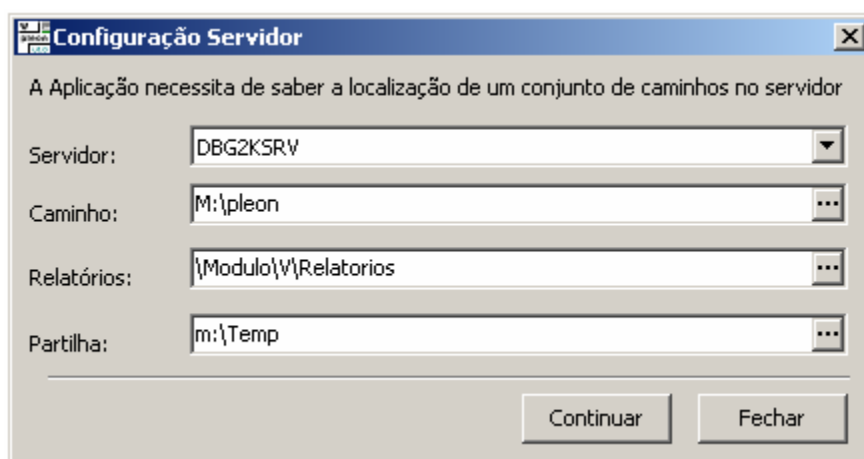 Configuração Servidor
A Aplicação necessita de saber a localização de um conjunto de caminhos no servidor
Servidor: DBG2KSRV
Caminho: M:\pleon
Relatórios: \Modulo\V\Relatorios
Partilha: m:\Temp
Continuar Fechar